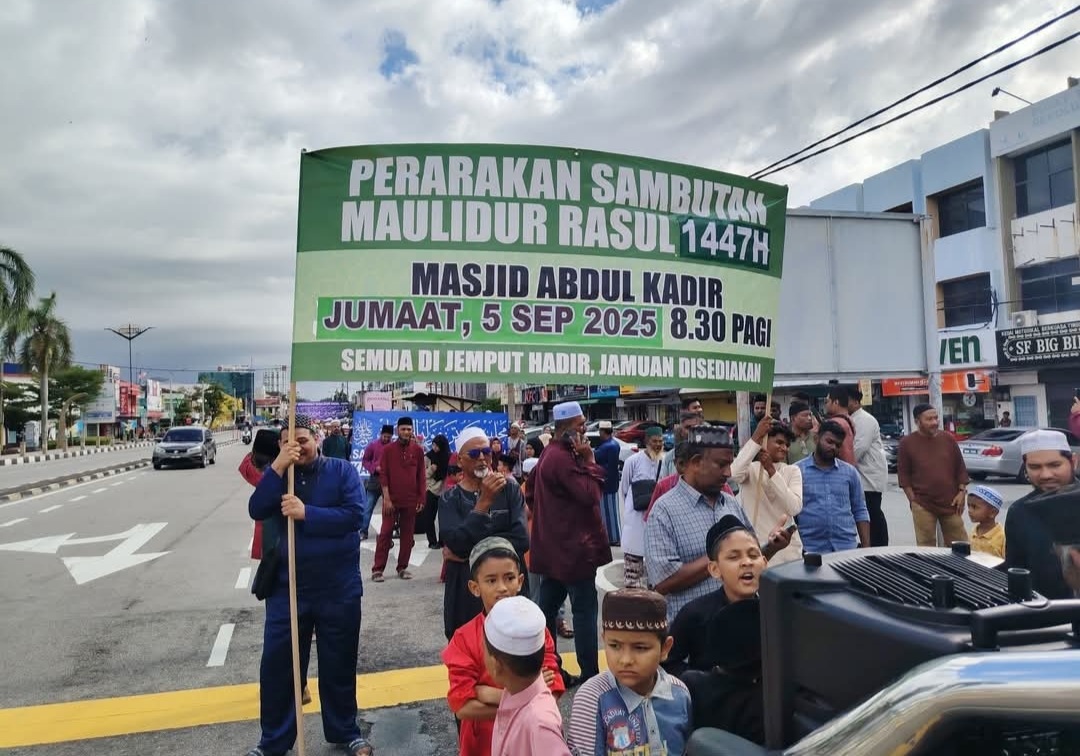 PERARAKAN SAMBUTAN
MAULIDUR RASUL 1447H
MASJID ABDUL KADIR
JUMAAT, 5 SEP 2025 8.30 PAGI
SEMUA DI JEMPUT HADIR, JAMUAN DISEDIAKAN
VEN
SF BIG